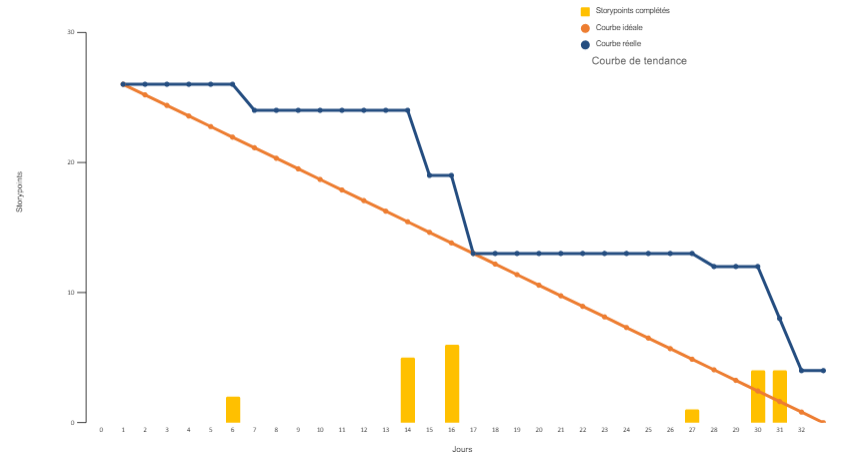 Storypoints complétés
Courbe idéale
Courbe réelle
Courbe de tendance
30
20
10
0
Storypoints
0 1 2 3 4 5 6 7 8 9 10 11 12 13 14 15 16 17 18 19 20 21 22 23 24 25 26 27 28 29 30 31 32
Jours